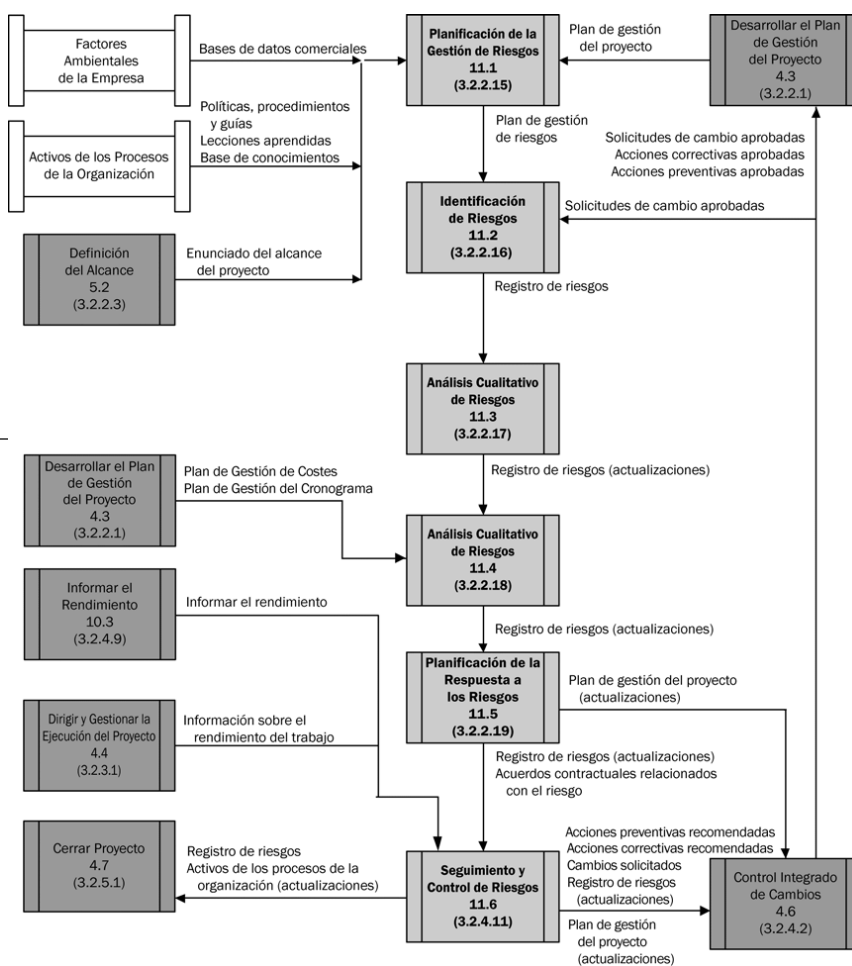 Factores
Ambientales
de la Empresa
Bases de datos comerciales
Planificación de la
Gestión de Riesgos
11.1
(3.2.2.15)
Plan de gestión
del proyecto
Desarrollar el Plan
de Gestión
del Proyecto
4.3
(3.2.2.1)
Activos de los Procesos
de la Organización
Políticas, procedimientos
y guías
Lecciones aprendidas
Base de conocimientos
Plan de gestión
de riesgos
Solicitudes de cambio aprobadas
Acciones correctivas aprobadas
Acciones preventivas aprobadas
Identificación
de Riesgos
11.2
(3.2.2.16)
Solicitudes de cambio aprobadas
Definición
del Alcance
5.2
(3.2.2.3)
Enunciado del alcance
del proyecto
Registro de riesgos
Análisis Cualitativo
de Riesgos
11.3
(3.2.2.17)
Registro de riesgos (actualizaciones)
Desarrollar el Plan
de Gestión
del Proyecto
4.3
(3.2.2.1)
Plan de Gestión de Costes
Plan de Gestión del Cronograma
Análisis Cualitativo
de Riesgos
11.4
(3.2.2.18)
Registro de riesgos (actualizaciones)
Informar el
Rendimiento
10.3
(3.2.4.9)
Informar el rendimiento
Planificación de la
Respuesta a
los Riesgos
11.5
(3.2.2.19)
Plan de gestión del proyecto
(actualizaciones)
Dirigir y Gestionar la
Ejecución del Proyecto
4.4
(3.2.3.1)
Información sobre el
rendimiento del trabajo
Registro de riesgos (actualizaciones)
Acuerdos contractuales relacionados
con el riesgo
Cerrar Proyecto
4.7
(3.2.5.1)
Registro de riesgos
Activos de los procesos de la
organización (actualizaciones)
Seguimiento y
Control de Riesgos
11.6
(3.2.4.11)
Acciones preventivas recomendadas
Acciones correctivas recomendadas
Cambios solicitados
Registro de riesgos
(actualizaciones)
Plan de gestión
del proyecto
(actualizaciones)
Control Integrado
de Cambios
4.6
(3.2.4.2)